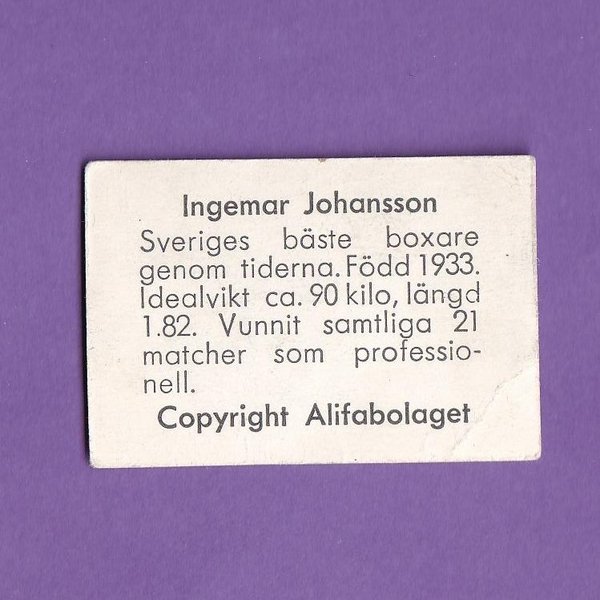 Ingemar Johansson
Sveriges bäste boxare
genom tiderna. Född 1933.
Idealvikt ca. 90 kilo, längd
1.82. Vunnit samtliga 21
matcher som professio-
nell.
Copyright Alifabolaget